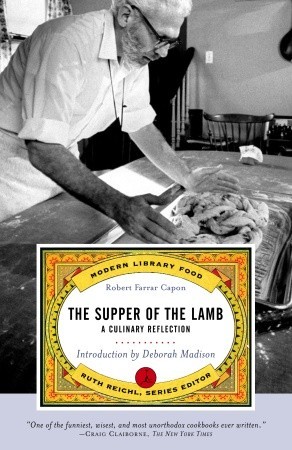 MODERN LIBRARY FOOD
Robert Farrar Capon
THE SUPPER OF THE LAMB
A CULINARY REFLECTION
Introduction by Deborah Madison
RUTH REICHL, SERIES EDITOR
"One of the funniest, wisest, and most unorthodox cookbooks ever written."
—CRAIG CLAIBORNE, THE NEW YORK TIMES